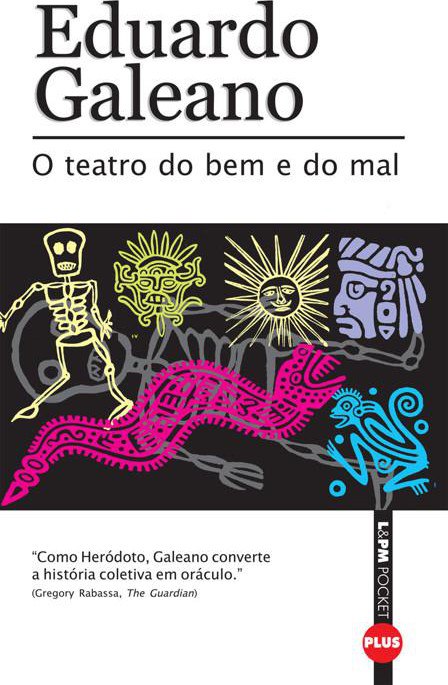 Eduardo
Galeano
O teatro do bem e do mal
“Como Heródoto, Galeano converte
a história coletiva em oráculo.”
(Gregory Rabassa, The Guardian)
L&PM POCKET
PLUS